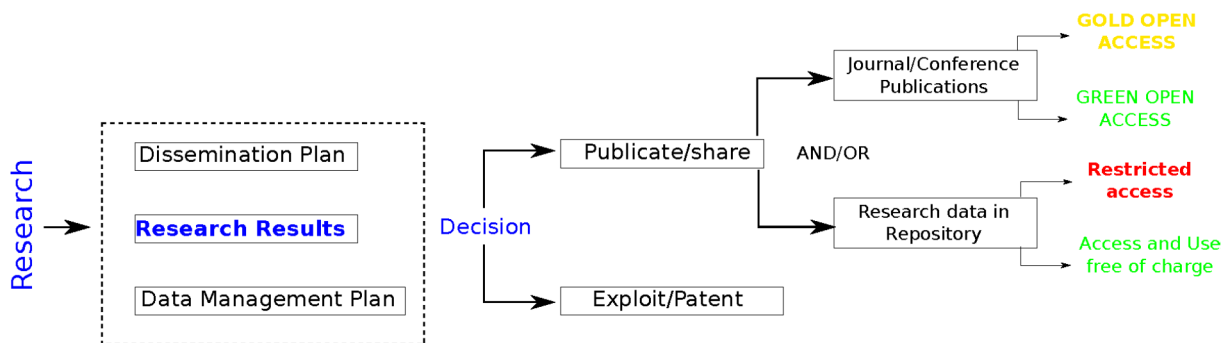 Research
Dissemination Plan
Research Results
Data Management Plan
Decision
Publicate/share
Exploit/Patent
AND/OR
Journal/Conference
Publications
Research data in
Repository
GOLD OPEN
ACCESS
GREEN OPEN
ACCESS
Restricted
access
Access and Use
free of charge